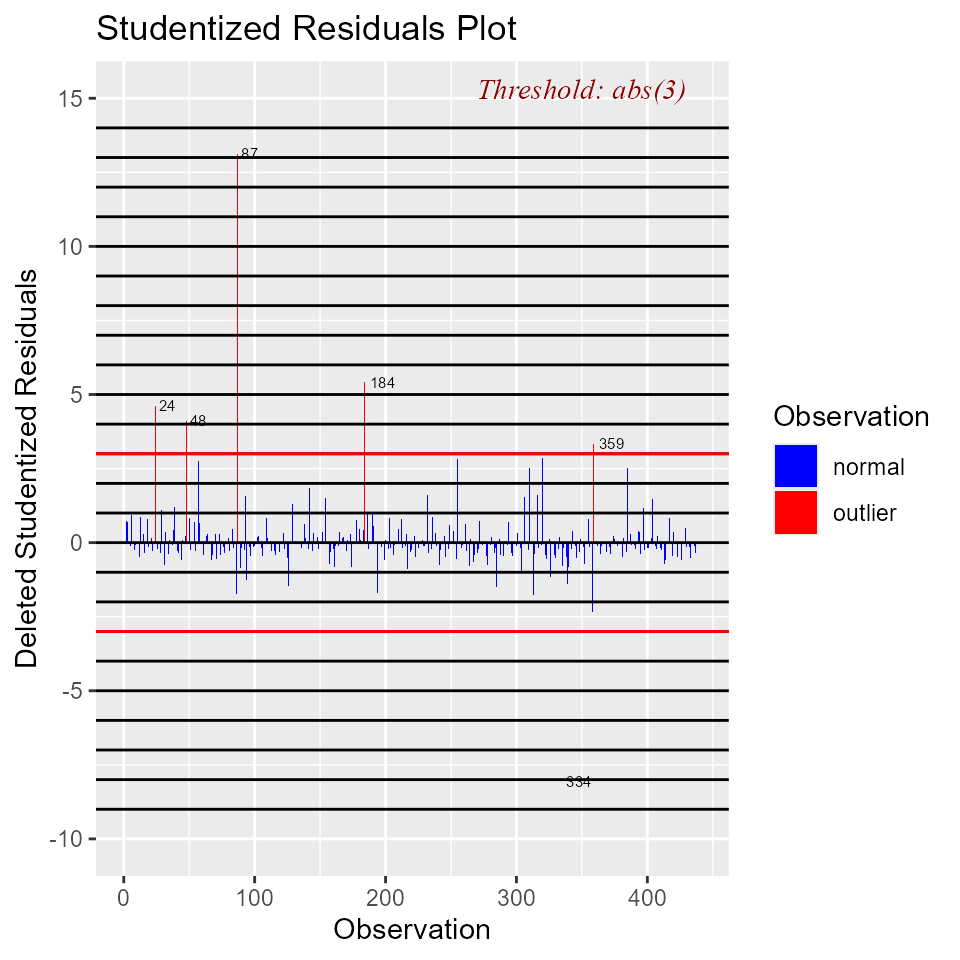 Studentized Residuals Plot
Threshold: abs(3)
15
87
10
184
5
24
48
359
0
-5
334
-10
0 100 200 300 400
Observation
Deleted Studentized Residuals
Observation
normal
outlier